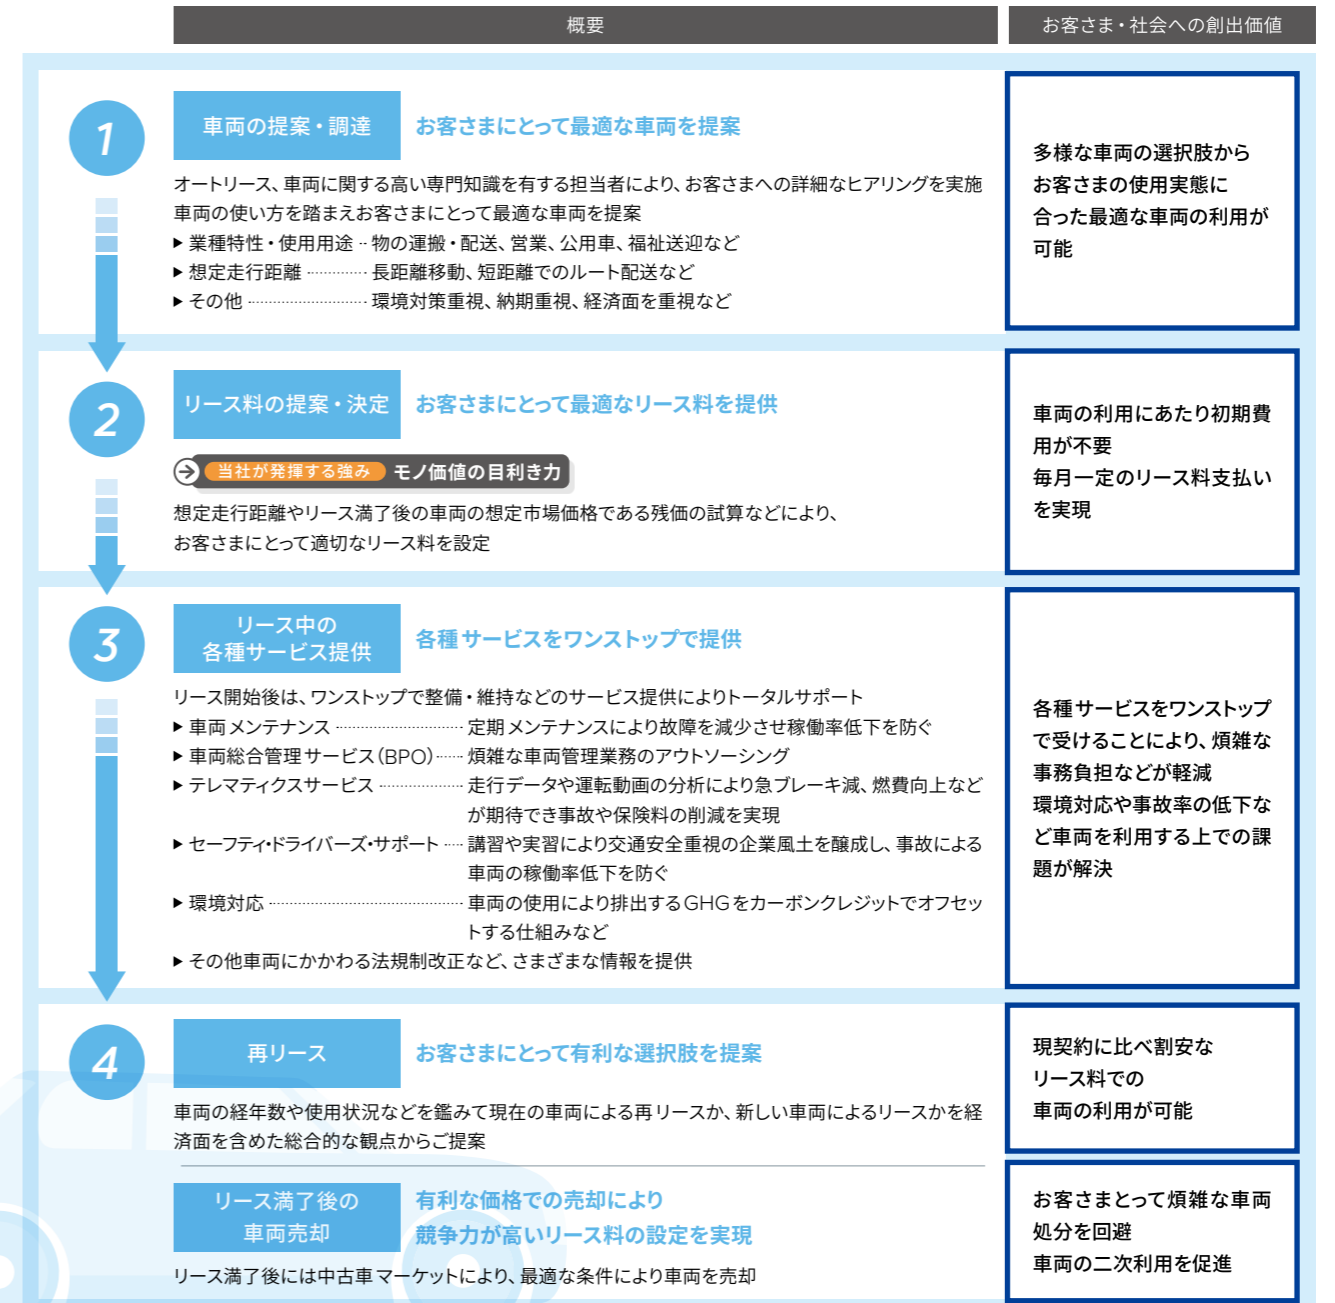 概要
お客さま・社会への創出価値
1
車両の提案・調達
お客さまにとって最適な車両を提案
オートリース、車両に関する高い専門知識を有する担当者により、お客さまへの詳細なヒアリングを実施
車両の使い方を踏まえお客さまにとって最適な車両を提案
▶ 業種特性・使用用途 … 物の運搬・配送、営業、公用車、福祉送迎など
▶ 想定走行距離 ………… 長距離移動、短距離でのルート配送など
▶ その他 ………………… 環境対策重視、納期重視、経済面を重視など
多様な車両の選択肢から
お客さまの使用実態に
合った最適な車両の利用が
可能
2
リース料の提案・決定
お客さまにとって最適なリース料を提供
当社が発揮する強み モノ価値の目利き力
想定走行距離やリース満了後の車両の想定市場価格である残価の試算などにより、
お客さまにとって適切なリース料を設定
車両の利用にあたり初期費
用が不要
毎月一定のリース料支払い
を実現
3
リース中の
各種サービス提供
各種サービスをワンストップで提供
リース開始後は、ワンストップで整備・維持などのサービス提供によりトータルサポート
▶ 車両メンテナンス ………………… 定期メンテナンスにより故障を減少させ稼働率低下を防ぐ
▶ 車両総合管理サービス（BPO）…… 煩雑な車両管理業務のアウトソーシング
▶ テレマティクスサービス …………… 走行データや運転動画の分析により急ブレーキ減、燃費向上など
が期待でき事故や保険料の削減を実現
▶ セーフティ・ドライバーズ・サポート … 講習や実習により交通安全重視の企業風土を醸成し、事故による
車両の稼働率低下を防ぐ
▶ 環境対応 …………………………… 車両の使用により排出するGHGをカーボンクレジットでオフセッ
トする仕組みなど
▶ その他車両にかかわる法規制改正など、さまざまな情報を提供
各種サービスをワンストップ
で受けることにより、煩雑な
事務負担などが軽減
環境対応や事故率の低下な
ど車両を利用する上での課
題が解決
4
再リース
お客さまにとって有利な選択肢を提案
車両の経年数や使用状況などを鑑みて現在の車両による再リースか、新しい車両によるリースかを経
済面を含めた総合的な観点からご提案
現契約に比べ割安な
リース料での
車両の利用が可能
リース満了後の
車両売却
有利な価格での売却により
競争力が高いリース料の設定を実現
リース満了後には中古車マーケットにより、最適な条件により車両を売却
お客さまとって煩雑な車両
処分を回避
車両の二次利用を促進